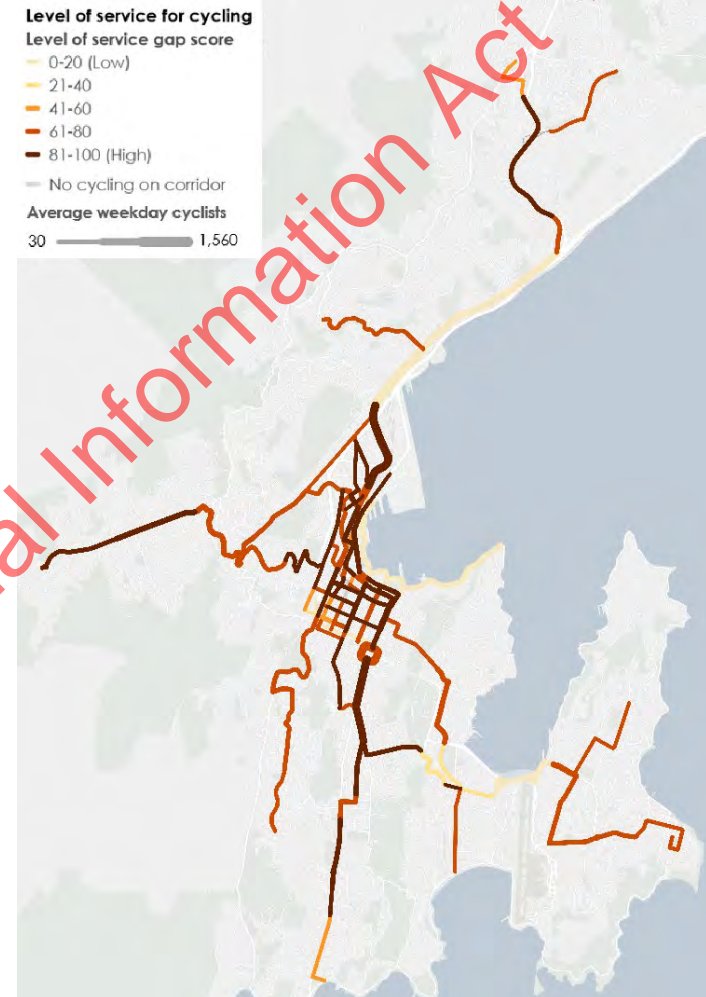 Level of service for cycling
Level of service gap score
0-20 (Low)
21-40
41-60
61-80
81-100 (High)
No cycling on corridor
Average weekday cyclists
30 1,560
al Information Act